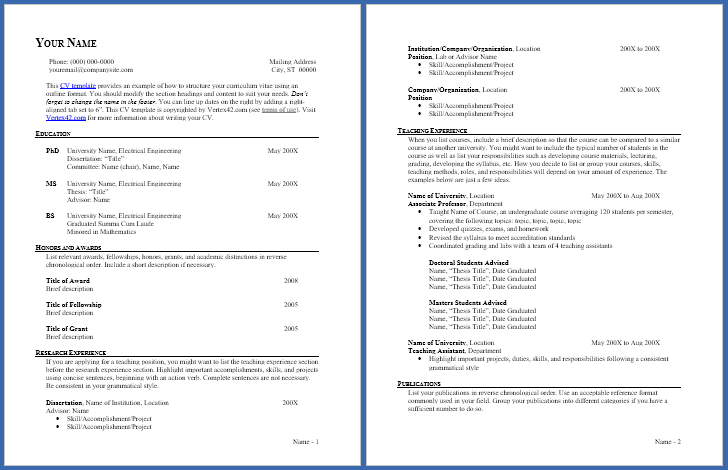 YOUR NAME
Phone: (000) 000-0000 Mailing Address
youremail@companysite.com City, ST 00000
This CV template provides an example of how to structure your curriculum vitae using an
outline format. You should modify the section headings and content to suit your needs. Don't
forget to change the name in the footer. You can line up dates on the right by adding a right-
aligned tab set to 6". This CV template is copyrighted by Vertex42.com (see terms of use). Visit
Vertex42.com for more information about writing your CV.
EDUCATION
PhD University Name, Electrical Engineering May 200X
Dissertation: "Title"
Committee: Name (chair), Name, Name
MS University Name, Electrical Engineering May 200X
Thesis: "Title"
Advisor: Name
BS University Name, Electrical Engineering May 200X
Graduated Summa Cum Laude
Minored in Mathematics
HONORS AND AWARDS
List relevant awards, fellowships, honors, grants, and academic distinctions in reverse
chronological order. Include a short description if necessary.
Title of Award 2008
Brief description
Title of Fellowship 2005
Brief description
Title of Grant 2005
Brief description
RESEARCH EXPERIENCE
If you are applying for a teaching position, you might want to list the teaching experience section
before the research experience section. Highlight important accomplishments, skills, and projects
using concise sentences, beginning with an action verb. Complete sentences are not necessary.
Be consistent in your grammatical style.
Dissertation, Name of Institution, Location 200X
Advisor: Name
• Skill/Accomplishment/Project
• Skill/Accomplishment/Project
Name - 1
Institution/Company/Organization, Location 200X to 200X
Position, Lab or Advisor Name
• Skill/Accomplishment/Project
• Skill/Accomplishment/Project
Company/Organization, Location 200X to 200X
Position
• Skill/Accomplishment/Project
• Skill/Accomplishment/Project
TEACHING EXPERIENCE
When you list courses, include a brief description so that the course can be compared to a similar
course at another university. You might want to include the typical number of students in the
course as well as list your responsibilities such as developing course materials, lecturing,
grading, developing the syllabus, etc. How you decide to list or group your courses, skills,
teaching methods, roles, and responsibilities will depend on your amount of experience. The
examples below are just a few ideas.
Name of University, Location May 200X to Aug 200X
Associate Professor, Department
• Taught Name of Course, an undergraduate course averaging 120 students per semester,
covering the following topics: topic, topic, topic, topic
• Developed quizzes, exams, and homework
• Revised the syllabus to meet accreditation standards
• Coordinated grading and labs with a team of 4 teaching assistants
Doctoral Students Advised
Name, "Thesis Title", Date Graduated
Name, "Thesis Title", Date Graduated
Name, "Thesis Title", Date Graduated
Masters Students Advised
Name, "Thesis Title", Date Graduated
Name, "Thesis Title", Date Graduated
Name, "Thesis Title", Date Graduated
Name of University, Location May 200X to Aug 200X
Teaching Assistant, Department
• Highlight important projects, duties, skills, and responsibilities following a consistent
grammatical style
PUBLICATIONS
List your publications in reverse chronological order. Use an acceptable reference format
commonly used in your field. Group your publications into different categories if you have a
sufficient number to do so.
Name - 2